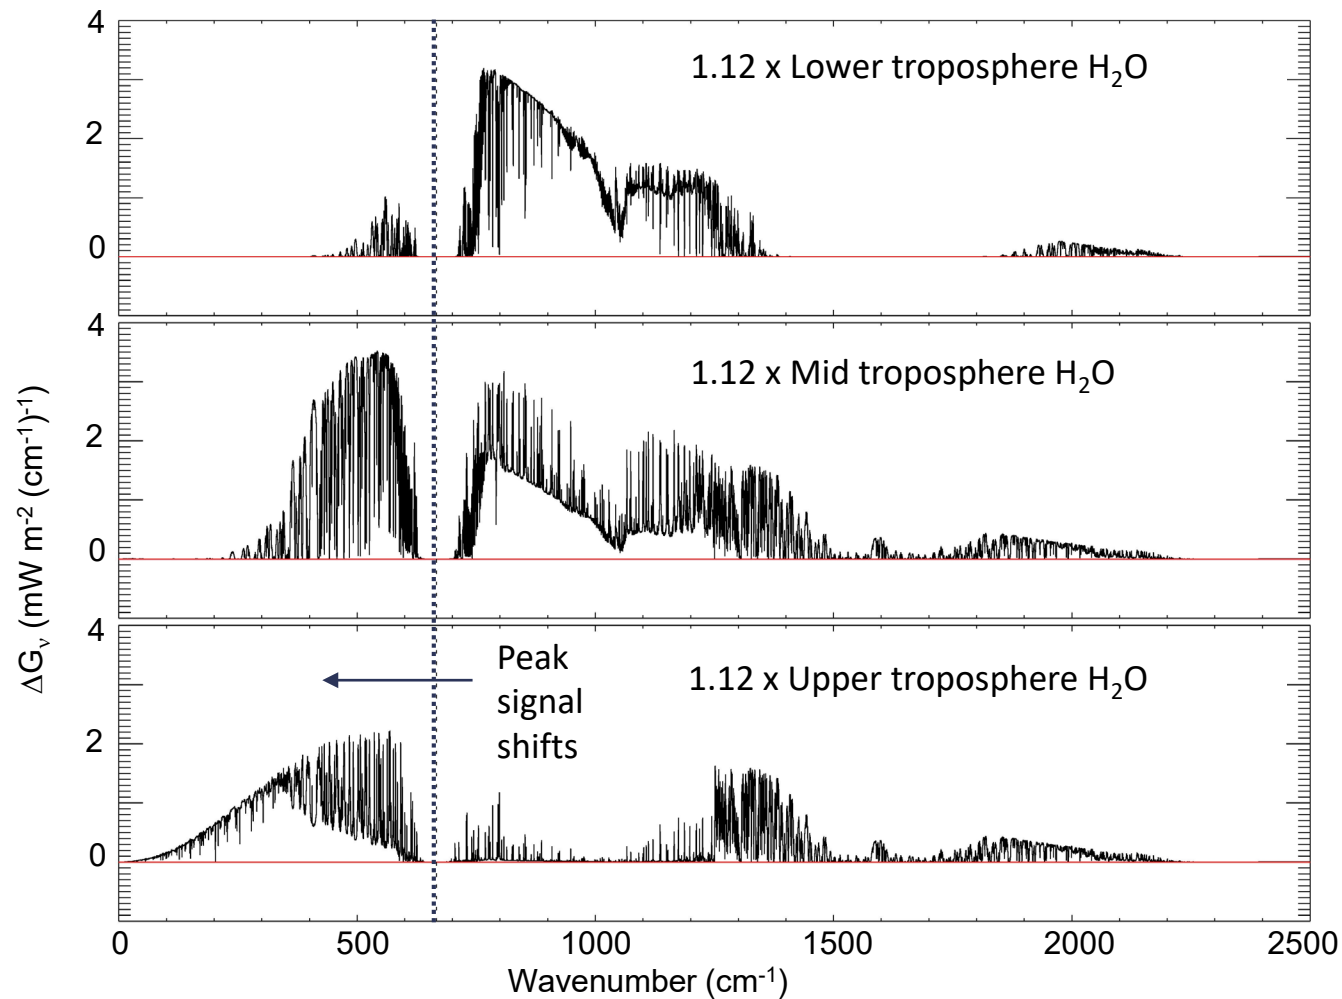 4
1.12 x Lower troposphere H₂O
2
0
4
1.12 x Mid troposphere H₂O
2
0
ΔGᵥ (mW m⁻² (cm⁻¹)⁻¹)
4
Peak
signal
shifts
1.12 x Upper troposphere H₂O
2
0
0 500 1000 1500 2000 2500
Wavenumber (cm⁻¹)